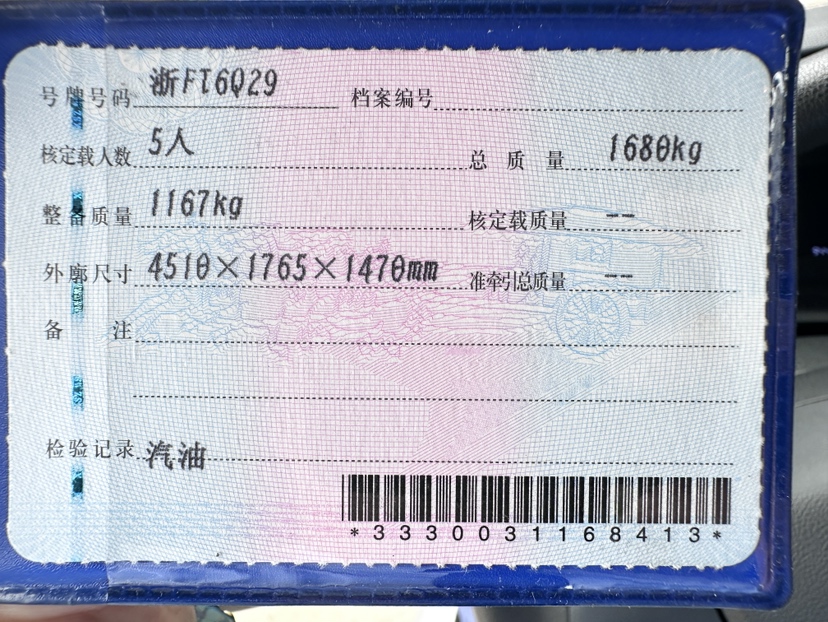 号牌号码 浙FT6Q29 档案编号
核定载人数 5人 总质量 1680kg
整备质量 1167kg 核定载质量 --
外廓尺寸 4510×1765×1470mm 准牵引总质量 --
备注
检验记录 汽油
*3330031168413*